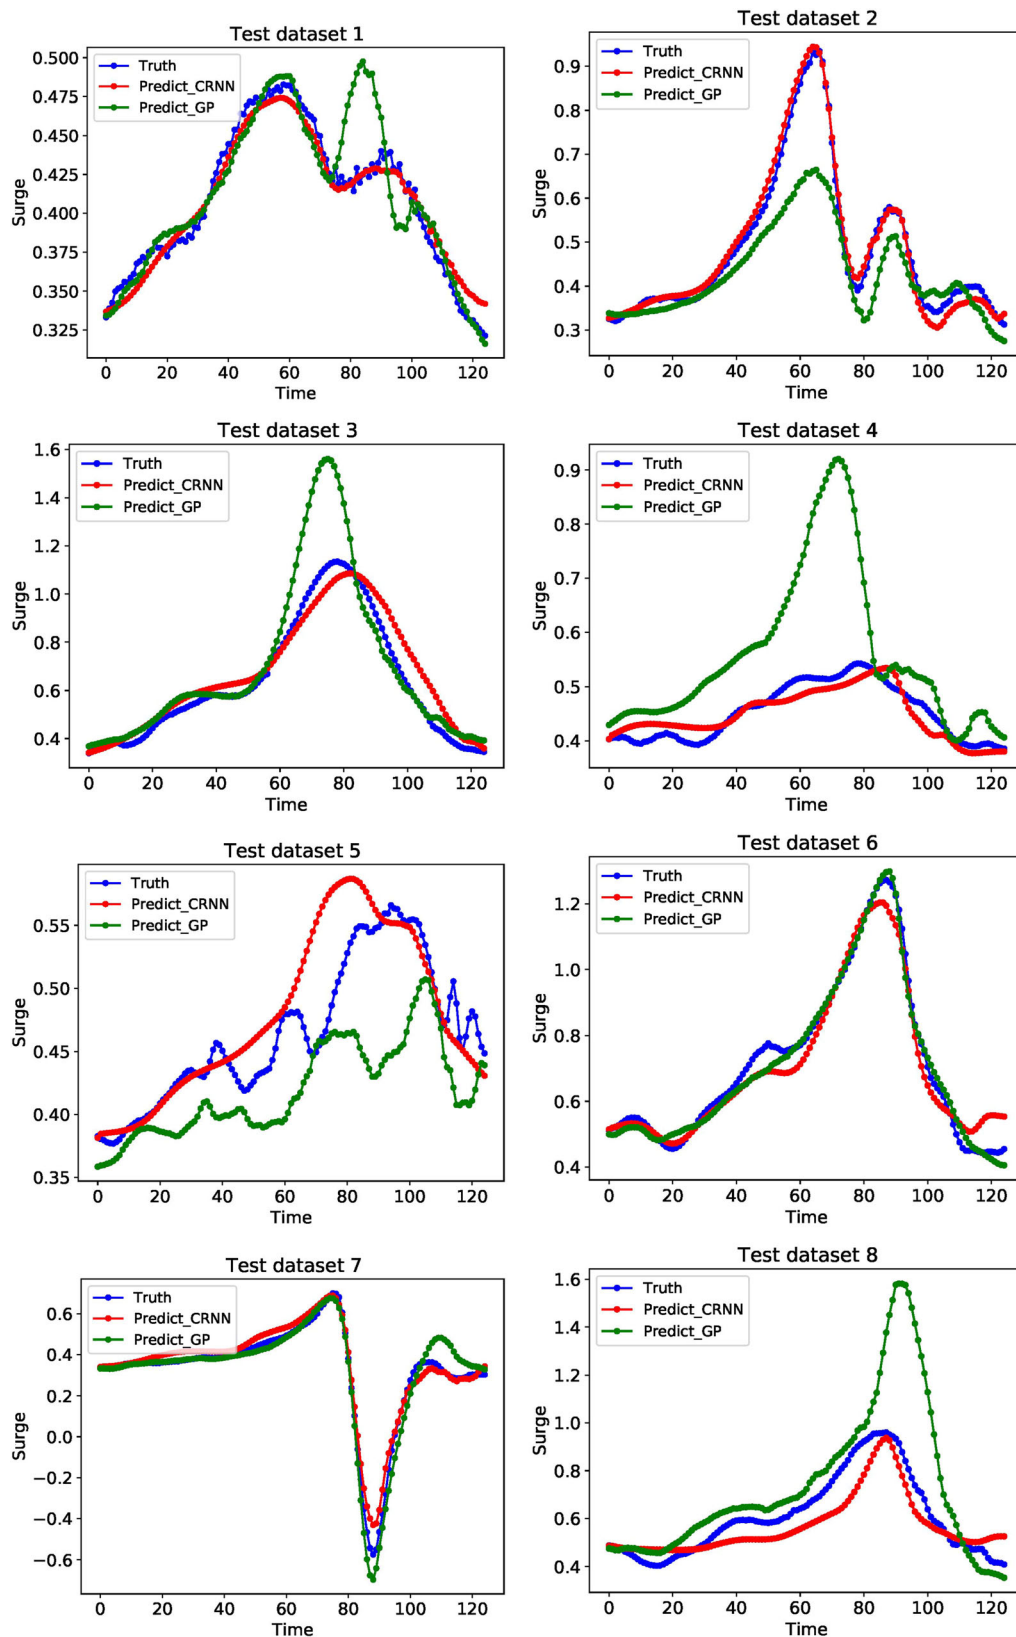 Test dataset 1
0.500
0.475
0.450
0.425
0.400
0.375
0.350
0.325
Surge
Truth
Predict_CRNN
Predict_GP
0 20 40 60 80 100 120
Time
Test dataset 2
0.9
0.8
0.7
0.6
0.5
0.4
0.3
Surge
Truth
Predict_CRNN
Predict_GP
0 20 40 60 80 100 120
Time
Test dataset 3
1.6
1.4
1.2
1.0
0.8
0.6
0.4
Surge
Truth
Predict_CRNN
Predict_GP
0 20 40 60 80 100 120
Time
Test dataset 4
0.9
0.8
0.7
0.6
0.5
0.4
Surge
Truth
Predict_CRNN
Predict_GP
0 20 40 60 80 100 120
Time
Test dataset 5
0.55
0.50
0.45
0.40
0.35
Surge
Truth
Predict_CRNN
Predict_GP
0 20 40 60 80 100 120
Time
Test dataset 6
1.2
1.0
0.8
0.6
0.4
Surge
Truth
Predict_CRNN
Predict_GP
0 20 40 60 80 100 120
Time
Test dataset 7
0.6
0.4
0.2
0.0
−0.2
−0.4
−0.6
Surge
Truth
Predict_CRNN
Predict_GP
0 20 40 60 80 100 120
Time
Test dataset 8
1.6
1.4
1.2
1.0
0.8
0.6
0.4
Surge
Truth
Predict_CRNN
Predict_GP
0 20 40 60 80 100 120
Time